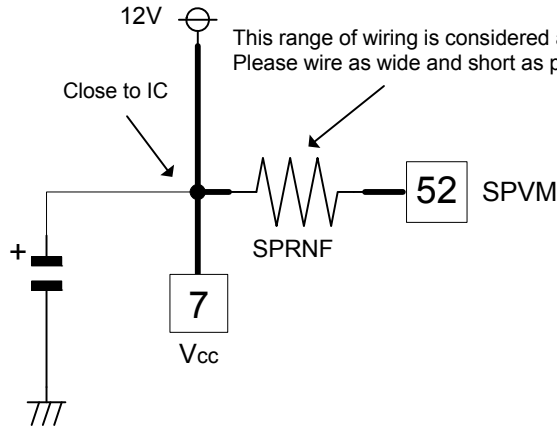 12V
This range of wiring is considered
Please wire as wide and short as
Close to IC
+
52
SPVM
SPRNF
7
Vcc